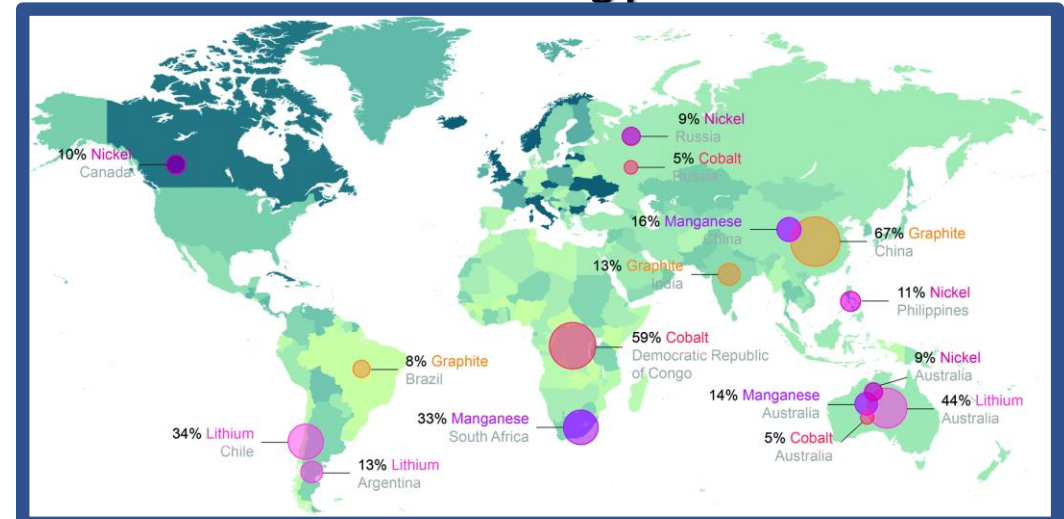 10% Nickel
Canada
9% Nickel
Russia
5% Cobalt
Russia
16% Manganese
China
67% Graphite
China
13% Graphite
India
11% Nickel
Philippines
59% Cobalt
Democratic Republic
of Congo
8% Graphite
Brazil
9% Nickel
Australia
14% Manganese
Australia
44% Lithium
Australia
33% Manganese
South Africa
5% Cobalt
Australia
34% Lithium
Chile
13% Lithium
Argentina